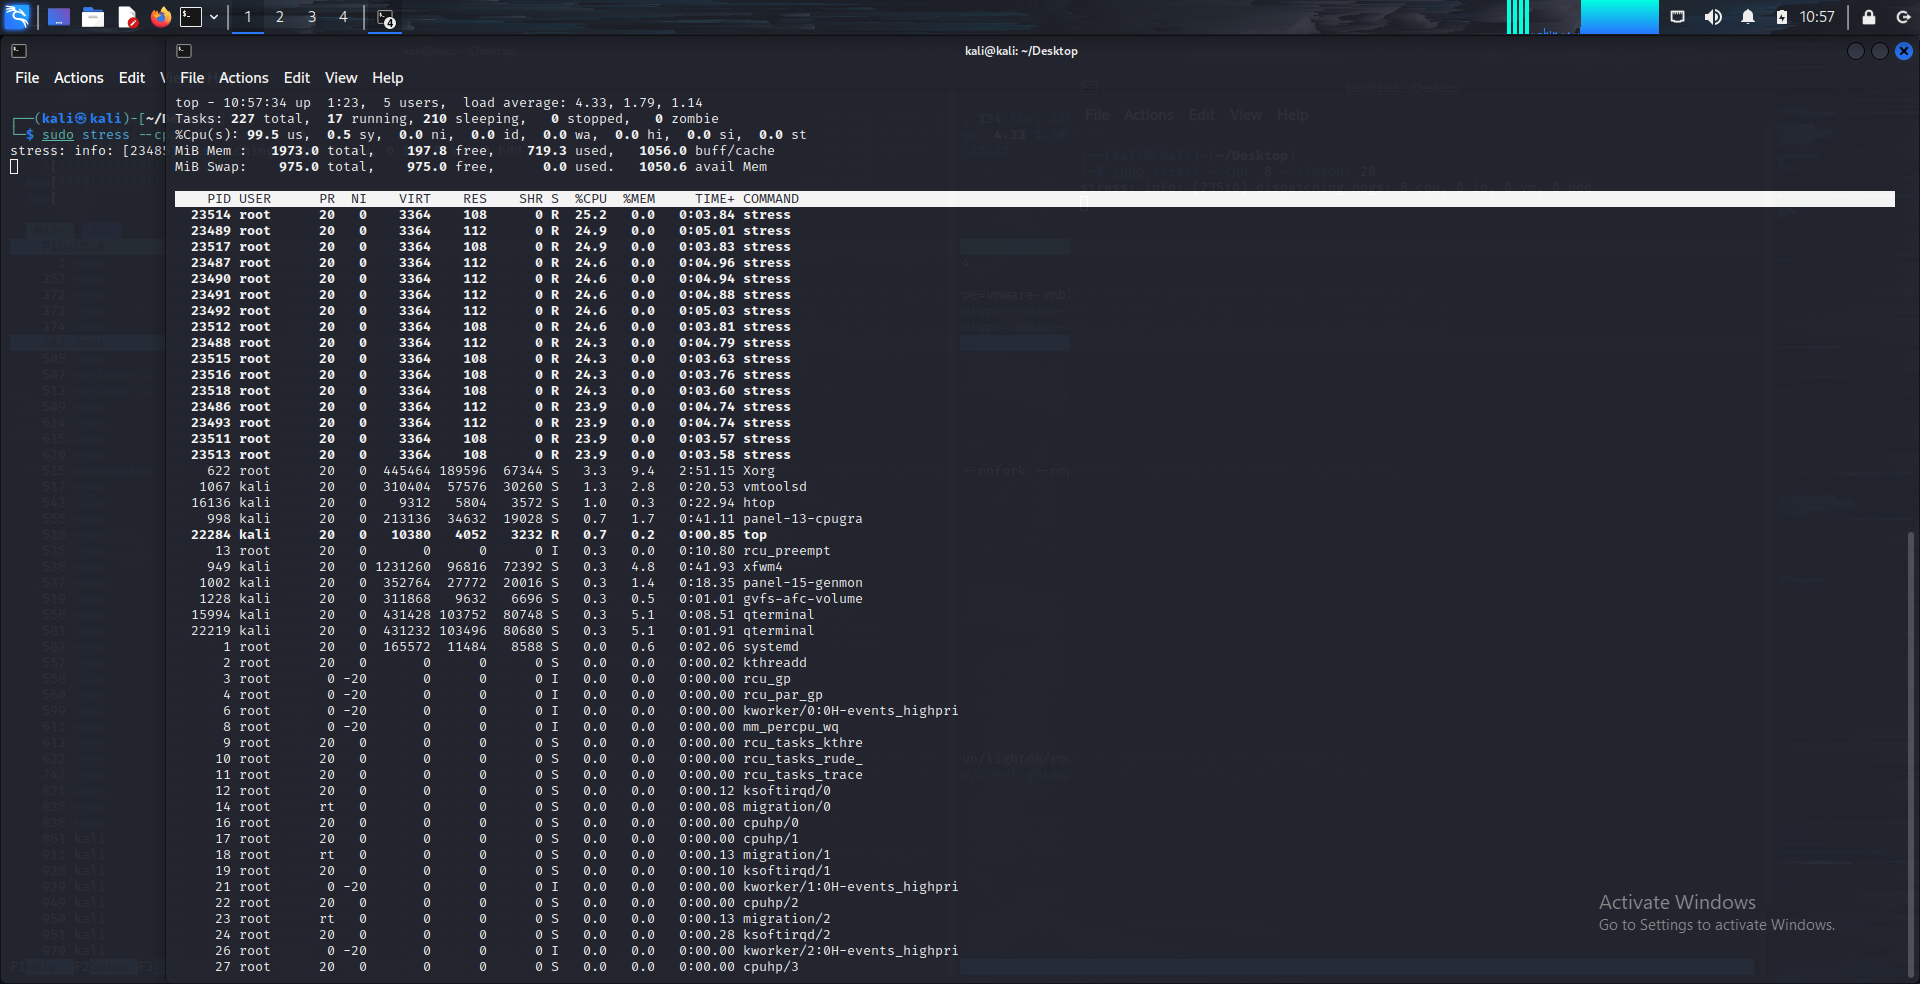 1 2 3 4 4 10:57
kali@kali: ~/Desktop
File Actions Edit
File Actions Edit View Help
(kali㉿kali)-[~/
$ sudo stress --cp
stress: info: [2348
top - 10:57:34 up  1:23,  5 users,  load average: 4.33, 1.79, 1.14
Tasks: 227 total,  17 running, 210 sleeping,   0 stopped,   0 zombie
%Cpu(s): 99.5 us,  0.5 sy,  0.0 ni,  0.0 id,  0.0 wa,  0.0 hi,  0.0 si,  0.0 st
MiB Mem :   1973.0 total,    197.8 free,    719.3 used,   1056.0 buff/cache
MiB Swap:    975.0 total,    975.0 free,      0.0 used.   1050.6 avail Mem
PID USER PR NI VIRT RES SHR S %CPU %MEM TIME+ COMMAND
23514 root 20 0 3364 108 0 R 25.2 0.0 0:03.84 stress
23489 root 20 0 3364 112 0 R 24.9 0.0 0:05.01 stress
23517 root 20 0 3364 108 0 R 24.9 0.0 0:03.83 stress
23487 root 20 0 3364 112 0 R 24.6 0.0 0:04.96 stress
23490 root 20 0 3364 112 0 R 24.6 0.0 0:04.94 stress
23491 root 20 0 3364 112 0 R 24.6 0.0 0:04.88 stress
23492 root 20 0 3364 112 0 R 24.6 0.0 0:05.03 stress
23512 root 20 0 3364 108 0 R 24.6 0.0 0:03.81 stress
23488 root 20 0 3364 112 0 R 24.3 0.0 0:04.79 stress
23515 root 20 0 3364 108 0 R 24.3 0.0 0:03.63 stress
23516 root 20 0 3364 108 0 R 24.3 0.0 0:03.76 stress
23518 root 20 0 3364 108 0 R 24.3 0.0 0:03.60 stress
23486 root 20 0 3364 112 0 R 23.9 0.0 0:04.74 stress
23493 root 20 0 3364 112 0 R 23.9 0.0 0:04.74 stress
23511 root 20 0 3364 108 0 R 23.9 0.0 0:03.57 stress
23513 root 20 0 3364 108 0 R 23.9 0.0 0:03.58 stress
622 root 20 0 445464 189596 67344 S 3.3 9.4 2:51.15 Xorg
1067 kali 20 0 310404 57576 30260 S 1.3 2.8 0:20.53 vmtoolsd
16136 kali 20 0 9312 5804 3572 S 1.0 0.3 0:22.94 htop
998 kali 20 0 213136 34632 19028 S 0.7 1.7 0:41.11 panel-13-cpugra
22284 kali 20 0 10380 4052 3232 R 0.7 0.2 0:00.85 top
13 root 20 0 0 0 0 I 0.3 0.0 0:10.80 rcu_preempt
949 kali 20 0 1231260 96816 72392 S 0.3 4.8 0:41.93 xfwm4
1002 kali 20 0 352764 27772 20016 S 0.3 1.4 0:18.35 panel-15-genmon
1228 kali 20 0 311868 9632 6696 S 0.3 0.5 0:01.01 gvfs-afc-volume
15994 kali 20 0 431428 103752 80748 S 0.3 5.1 0:08.51 qterminal
22219 kali 20 0 431232 103496 80680 S 0.3 5.1 0:01.91 qterminal
1 root 20 0 165572 11484 8588 S 0.0 0.6 0:02.06 systemd
2 root 20 0 0 0 0 S 0.0 0.0 0:00.02 kthreadd
3 root 0 -20 0 0 0 I 0.0 0.0 0:00.00 rcu_gp
4 root 0 -20 0 0 0 I 0.0 0.0 0:00.00 rcu_par_gp
6 root 0 -20 0 0 0 I 0.0 0.0 0:00.00 kworker/0:0H-events_highpri
8 root 0 -20 0 0 0 I 0.0 0.0 0:00.00 mm_percpu_wq
9 root 20 0 0 0 0 S 0.0 0.0 0:00.00 rcu_tasks_kthre
10 root 20 0 0 0 0 S 0.0 0.0 0:00.00 rcu_tasks_rude_
11 root 20 0 0 0 0 S 0.0 0.0 0:00.00 rcu_tasks_trace
12 root 20 0 0 0 0 S 0.0 0.0 0:00.12 ksoftirqd/0
14 root rt 0 0 0 0 S 0.0 0.0 0:00.08 migration/0
16 root 20 0 0 0 0 S 0.0 0.0 0:00.00 cpuhp/0
17 root 20 0 0 0 0 S 0.0 0.0 0:00.00 cpuhp/1
18 root rt 0 0 0 0 S 0.0 0.0 0:00.13 migration/1
19 root 20 0 0 0 0 S 0.0 0.0 0:00.10 ksoftirqd/1
21 root 0 -20 0 0 0 I 0.0 0.0 0:00.00 kworker/1:0H-events_highpri
22 root 20 0 0 0 0 S 0.0 0.0 0:00.00 cpuhp/2
23 root rt 0 0 0 0 S 0.0 0.0 0:00.13 migration/2
24 root 20 0 0 0 0 S 0.0 0.0 0:00.28 ksoftirqd/2
26 root 0 -20 0 0 0 I 0.0 0.0 0:00.00 kworker/2:0H-events_highpri
27 root 20 0 0 0 0 S 0.0 0.0 0:00.00 cpuhp/3
Activate Windows
Go to Settings to activate Windows.